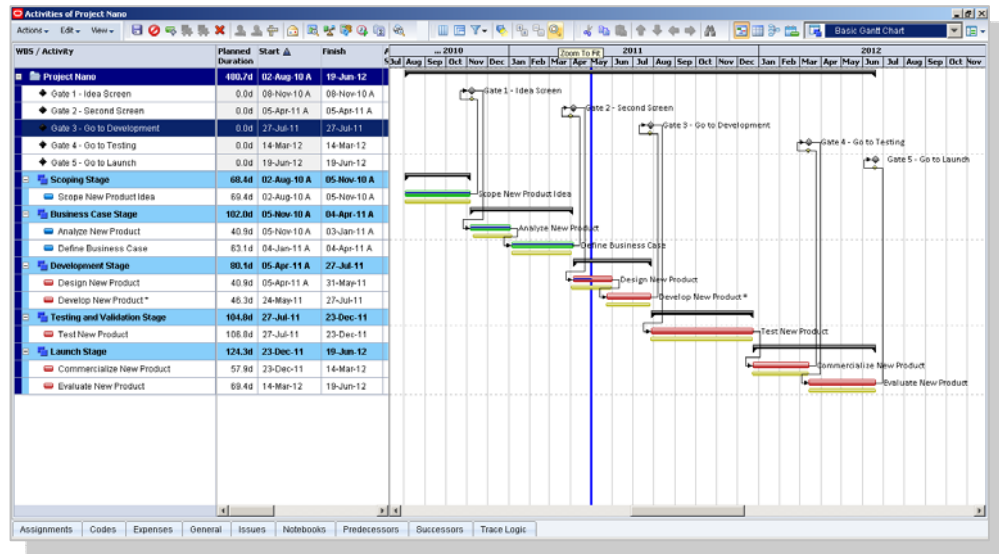 Activities of Project Nano
Actions Edit View Basic Gantt Chart
WBS / Activity Planned Duration Start Finish ... 2010 2011 2012
Zoom To Fit
Jul Aug Sep Oct Nov Dec Jan Feb Mar Apr May Jun Jul Aug Sep Oct Nov Dec Jan Feb Mar Apr May Jun Jul Aug Sep Oct Nov
Project Nano 480.7d 02-Aug-10 A 19-Jun-12
Gate 1 - Idea Screen 0.0d 08-Nov-10 A 08-Nov-10 A Gate 1 - Idea Screen
Gate 2 - Second Screen 0.0d 05-Apr-11 A 05-Apr-11 A Gate 2 - Second Screen
Gate 3 - Go to Development 0.0d 27-Jul-11 27-Jul-11 Gate 3 - Go to Development
Gate 4 - Go to Testing 0.0d 14-Mar-12 14-Mar-12 Gate 4 - Go to Testing
Gate 5 - Go to Launch 0.0d 19-Jun-12 19-Jun-12 Gate 5 - Go to Launch
Scoping Stage 68.4d 02-Aug-10 A 05-Nov-10 A
Scope New Product Idea 69.4d 02-Aug-10 A 05-Nov-10 A Scope New Product Idea
Business Case Stage 102.0d 05-Nov-10 A 04-Apr-11 A
Analyze New Product 40.9d 05-Nov-10 A 03-Jan-11 A Analyze New Product
Define Business Case 63.1d 04-Jan-11 A 04-Apr-11 A Define Business Case
Development Stage 80.1d 05-Apr-11 A 27-Jul-11
Design New Product 40.9d 05-Apr-11 A 31-May-11 Design New Product
Develop New Product* 46.3d 24-May-11 27-Jul-11 Develop New Product*
Testing and Validation Stage 104.8d 27-Jul-11 23-Dec-11
Test New Product 106.8d 27-Jul-11 23-Dec-11 Test New Product
Launch Stage 124.3d 23-Dec-11 19-Jun-12
Commercialize New Product 57.9d 23-Dec-11 14-Mar-12 Commercialize New Product
Evaluate New Product 69.4d 14-Mar-12 19-Jun-12 Evaluate New Product
Assignments Codes Expenses General Issues Notebooks Predecessors Successors Trace Logic